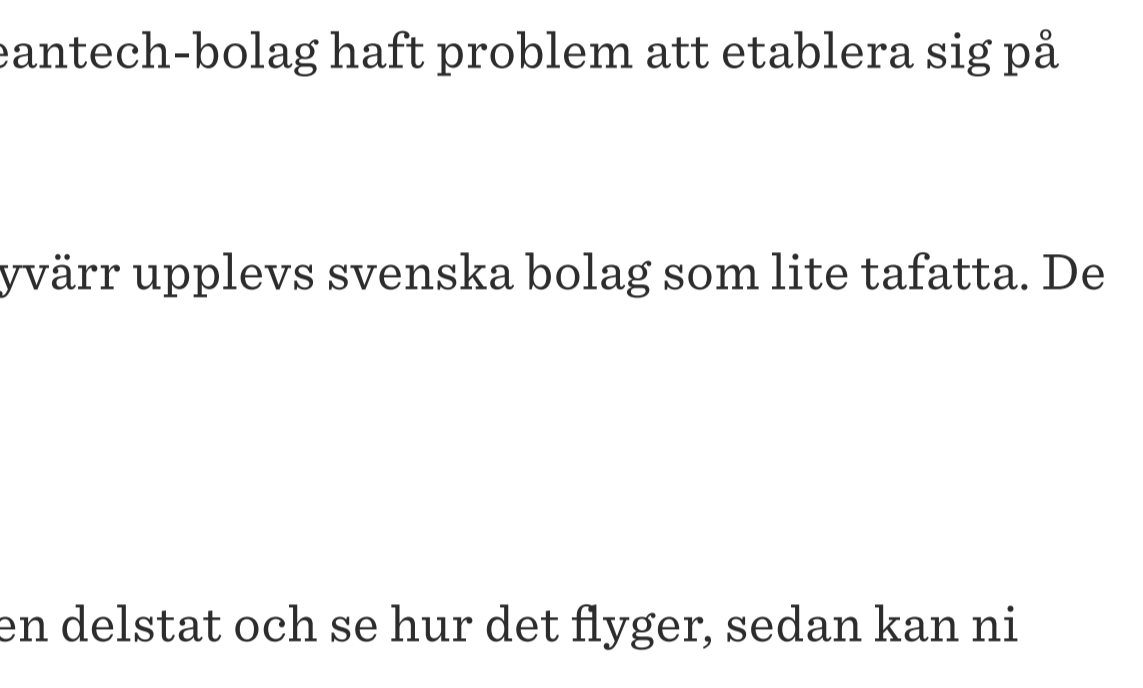 eantech-bolag haft problem att etablera sig på
yvärr upplevs svenska bolag som lite tafatta. De
en delstat och se hur det flyger, sedan kan ni